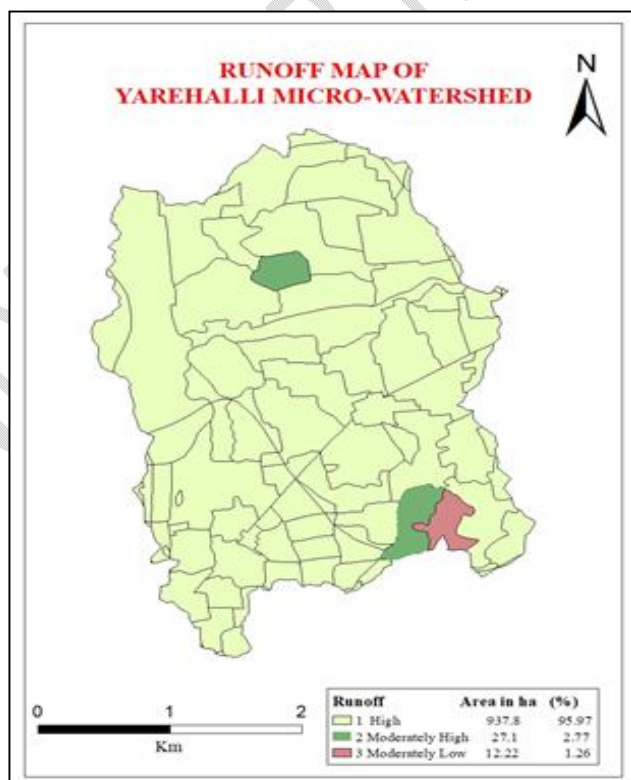 RUNOFF MAP OF
YAREHALLI MICRO-WATERSHED
N
0 1 2
Km
Runoff Area in ha (%)
1 High 937.8 95.97
2 Moderately High 27.1 2.77
3 Moderately Low 12.22 1.26